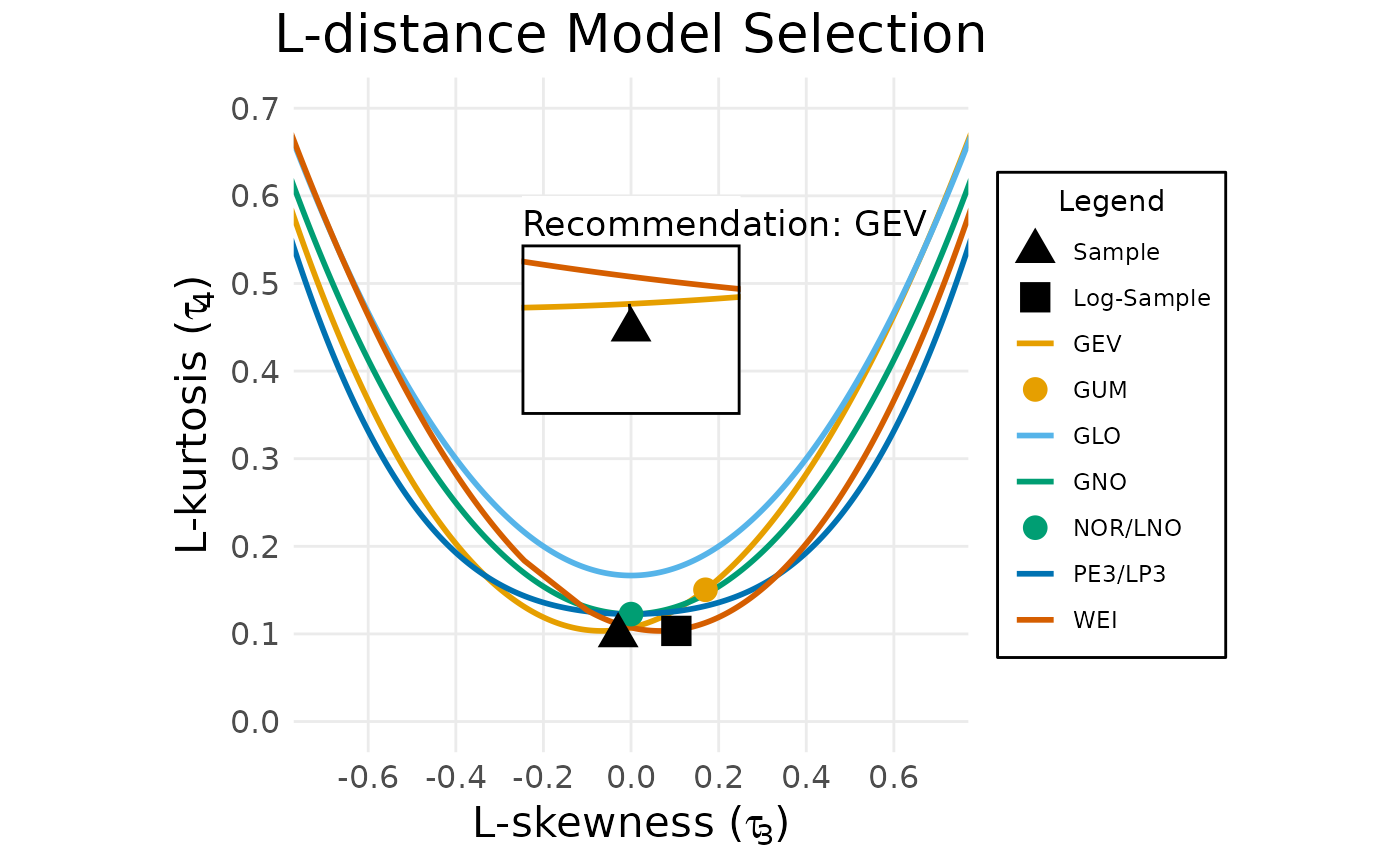 L-distance Model Selection
L-kurtosis (τ4)
0.7
0.6
0.5
0.4
0.3
0.2
0.1
0.0
Recommendation: GEV
-0.6 -0.4 -0.2 0.0 0.2 0.4 0.6
L-skewness (τ3)
Legend
Sample
Log-Sample
GEV
GUM
GLO
GNO
NOR/LNO
PE3/LP3
WEI